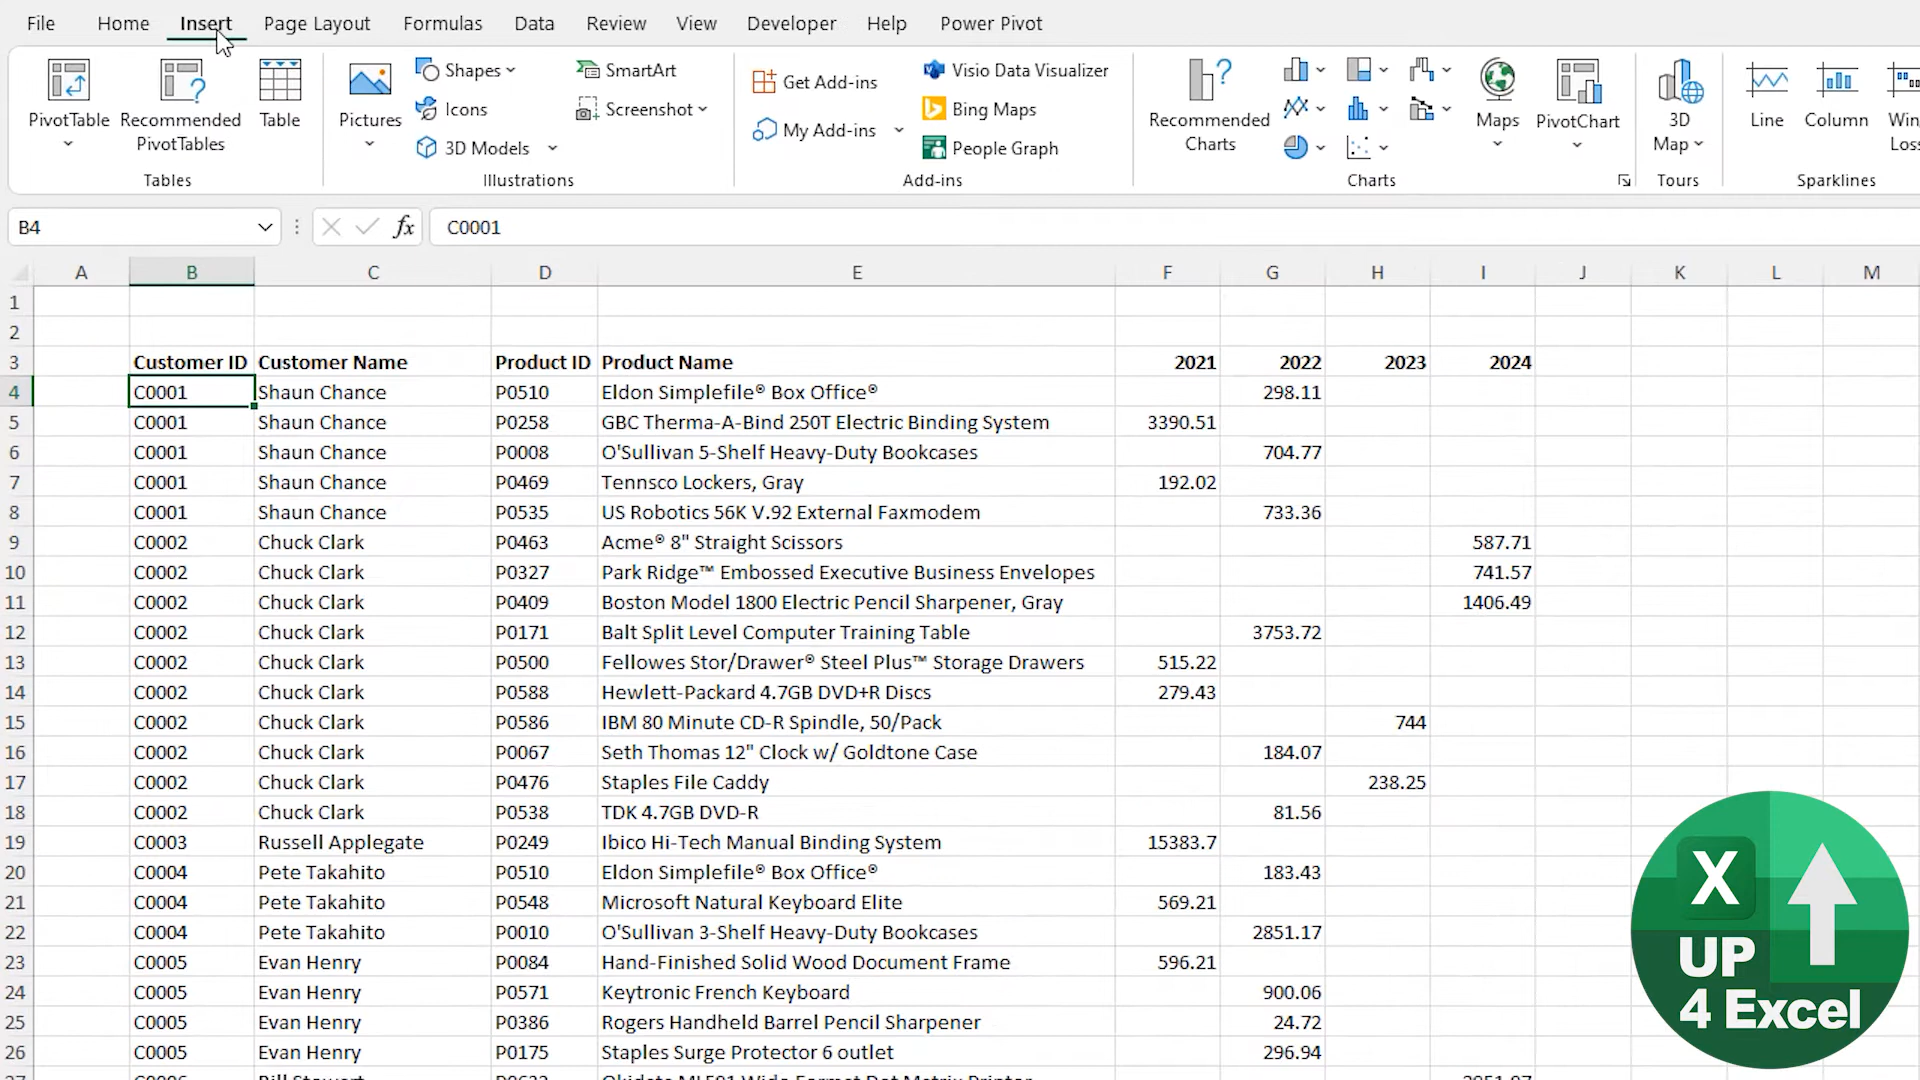 File Home Insert Page Layout Formulas Data Review View Developer Help Power Pivot
PivotTable
Recommended PivotTables
Table
Tables
Pictures
Shapes
Icons
3D Models
SmartArt
Screenshot
Illustrations
Get Add-ins
My Add-ins
Visio Data Visualizer
Bing Maps
People Graph
Add-ins
Recommended Charts
Maps
PivotChart
Charts
3D Map
Tours
Line
Column
Sparklines
B4 fx C0001
A B C D E F G H I J K L M
1
2
3 Customer ID Customer Name Product ID Product Name 2021 2022 2023 2024
4 C0001 Shaun Chance P0510 Eldon Simplefile® Box Office® 298.11
5 C0001 Shaun Chance P0258 GBC Therma-A-Bind 250T Electric Binding System 3390.51
6 C0001 Shaun Chance P0008 O'Sullivan 5-Shelf Heavy-Duty Bookcases 704.77
7 C0001 Shaun Chance P0469 Tennsco Lockers, Gray 192.02
8 C0001 Shaun Chance P0535 US Robotics 56K V.92 External Faxmodem 733.36
9 C0002 Chuck Clark P0463 Acme® 8" Straight Scissors 587.71
10 C0002 Chuck Clark P0327 Park Ridge™ Embossed Executive Business Envelopes 741.57
11 C0002 Chuck Clark P0409 Boston Model 1800 Electric Pencil Sharpener, Gray 1406.49
12 C0002 Chuck Clark P0171 Balt Split Level Computer Training Table 3753.72
13 C0002 Chuck Clark P0500 Fellowes Stor/Drawer® Steel Plus™ Storage Drawers 515.22
14 C0002 Chuck Clark P0588 Hewlett-Packard 4.7GB DVD+R Discs 279.43
15 C0002 Chuck Clark P0586 IBM 80 Minute CD-R Spindle, 50/Pack 744
16 C0002 Chuck Clark P0067 Seth Thomas 12" Clock w/ Goldtone Case 184.07
17 C0002 Chuck Clark P0476 Staples File Caddy 238.25
18 C0002 Chuck Clark P0538 TDK 4.7GB DVD-R 81.56
19 C0003 Russell Applegate P0249 Ibico Hi-Tech Manual Binding System 15383.7
20 C0004 Pete Takahito P0510 Eldon Simplefile® Box Office® 183.43
21 C0004 Pete Takahito P0548 Microsoft Natural Keyboard Elite 569.21
22 C0004 Pete Takahito P0010 O'Sullivan 3-Shelf Heavy-Duty Bookcases 2851.17
23 C0005 Evan Henry P0084 Hand-Finished Solid Wood Document Frame 596.21
24 C0005 Evan Henry P0571 Keytronic French Keyboard 900.06
25 C0005 Evan Henry P0386 Rogers Handheld Barrel Pencil Sharpener 24.72
26 C0005 Evan Henry P0175 Staples Surge Protector 6 outlet 296.94
X
UP
4 Excel